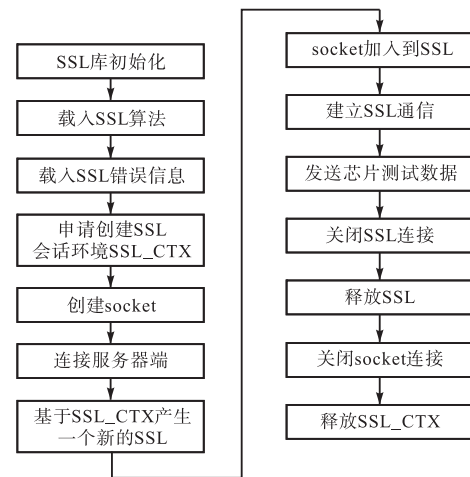 SSL库初始化
载入SSL算法
载入SSL错误信息
申请创建SSL
会话环境SSL_CTX
创建socket
连接服务器端
基于SSL_CTX产生
一个新的SSL
socket加入到SSL
建立SSL通信
发送芯片测试数据
关闭SSL连接
释放SSL
关闭socket连接
释放SSL_CTX